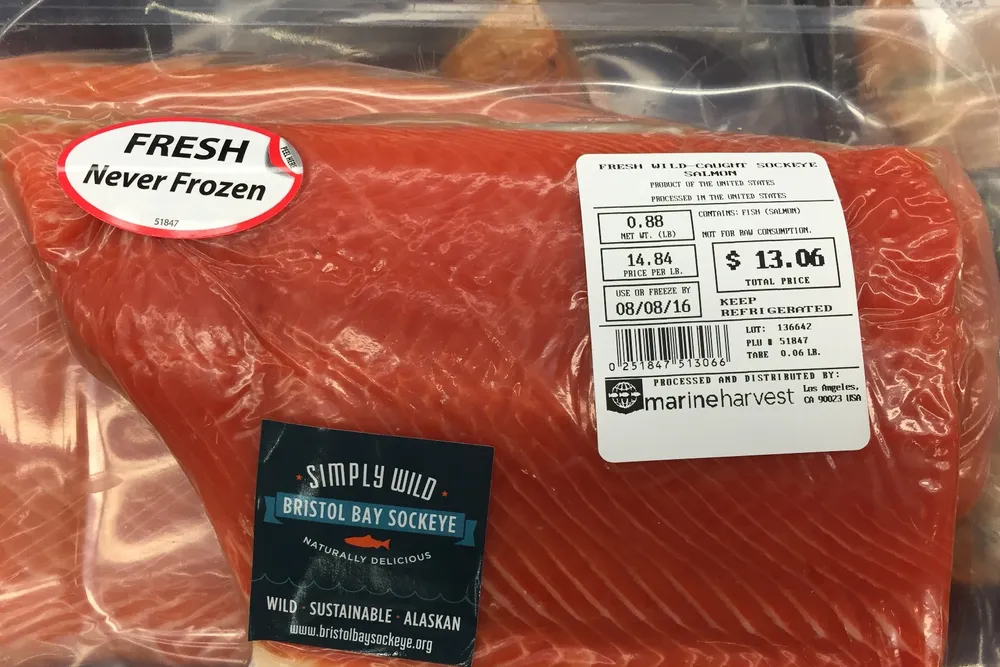 FRESH
Never Frozen
51847
PEEL HERE
FRESH WILD-CAUGHT SOCKEYE
SALMON
PRODUCT OF THE UNITED STATES
PROCESSED IN THE UNITED STATES
0.88
NET WT. (LB)
CONTAINS: FISH (SALMON)
NOT FOR RAW CONSUMPTION.
14.84
PRICE PER LB.
$ 13.06
TOTAL PRICE
USE OR FREEZE BY
08/08/16
KEEP
REFRIGERATED
0 251847 513066
LOT: 136642
PLU # 51847
TARE 0.06 LB.
PROCESSED AND DISTRIBUTED BY:
marineharvest
Los Angeles,
CA 90023 USA
SIMPLY WILD
BRISTOL BAY SOCKEYE
NATURALLY DELICIOUS
WILD · SUSTAINABLE · ALASKAN
www.bristolbaysockeye.org